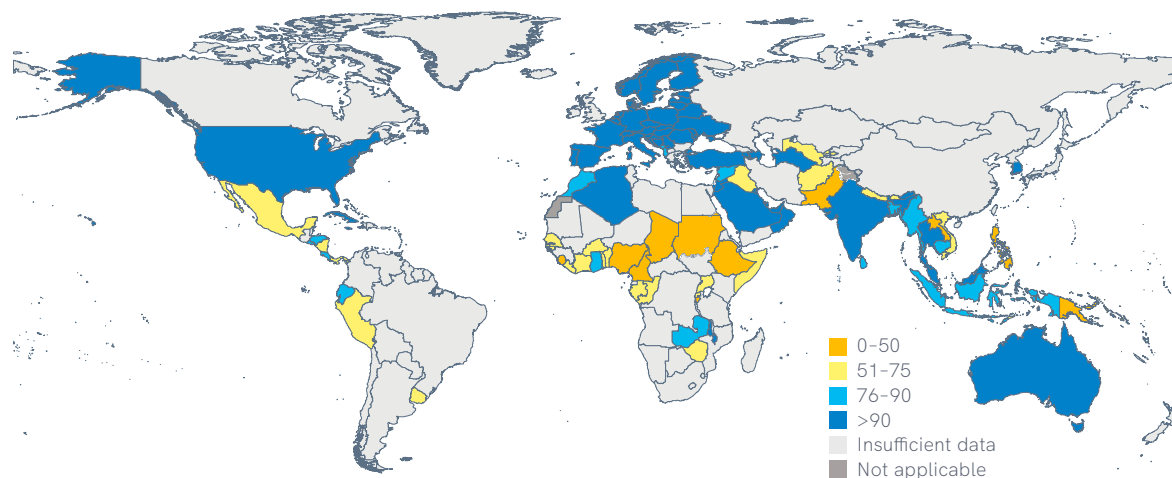 0–50
51–75
76–90
>90
Insufficient data
Not applicable